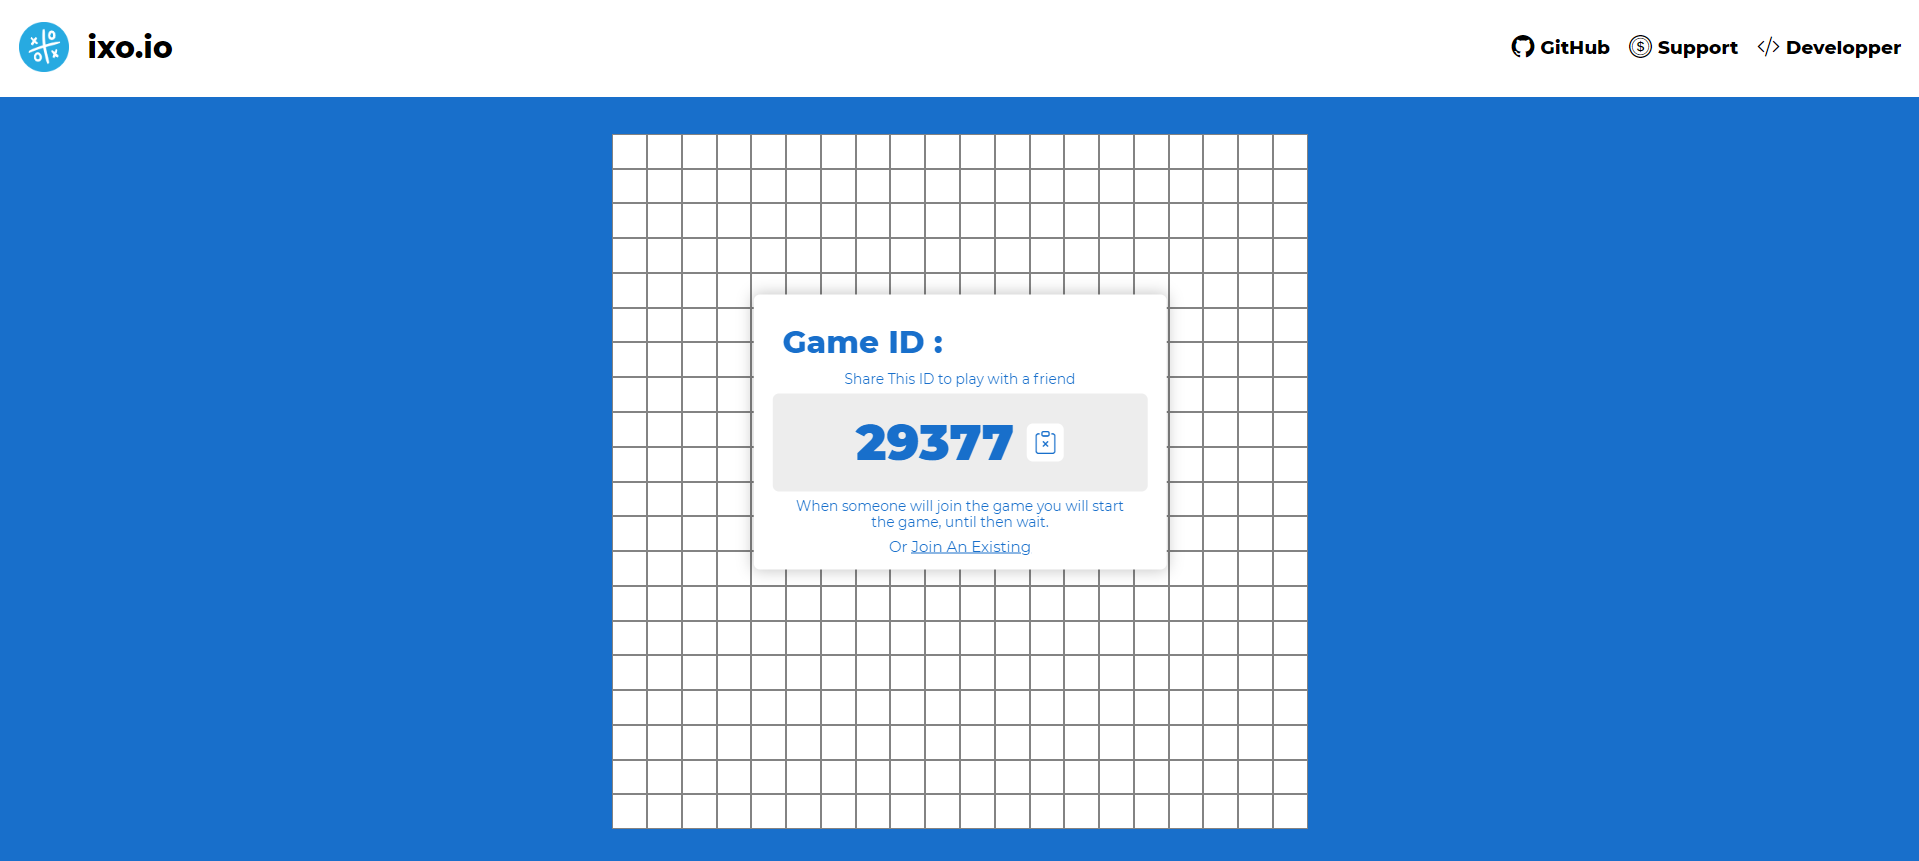 ixo.io
GitHub Support Developper
Game ID :
Share This ID to play with a friend
29377
When someone will join the game you will start
the game, until then wait.
Or Join An Existing